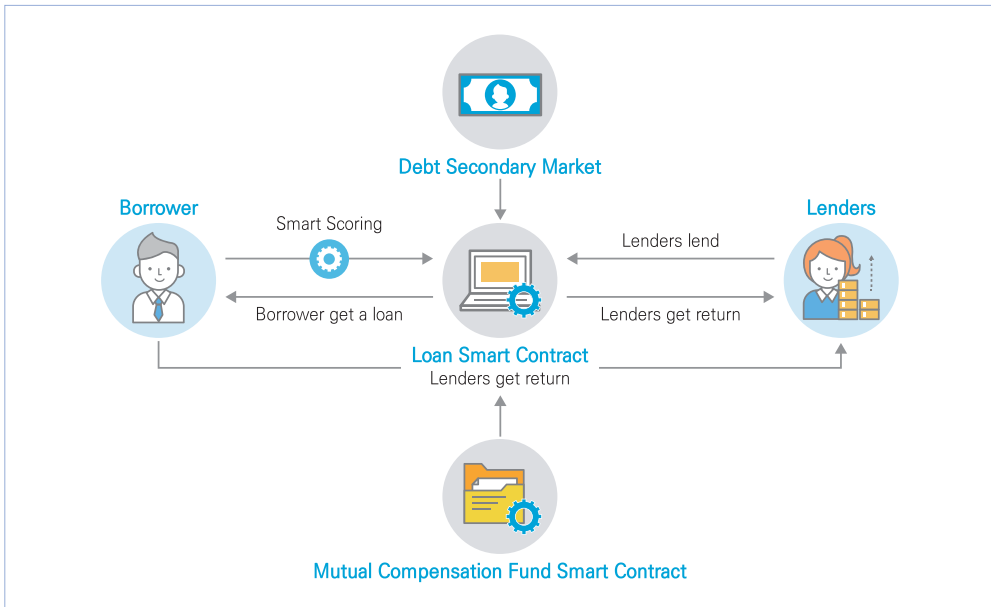 Debt Secondary Market
Borrower
Lenders
Smart Scoring
Lenders lend
Borrower get a loan
Lenders get return
Loan Smart Contract
Lenders get return
Mutual Compensation Fund Smart Contract